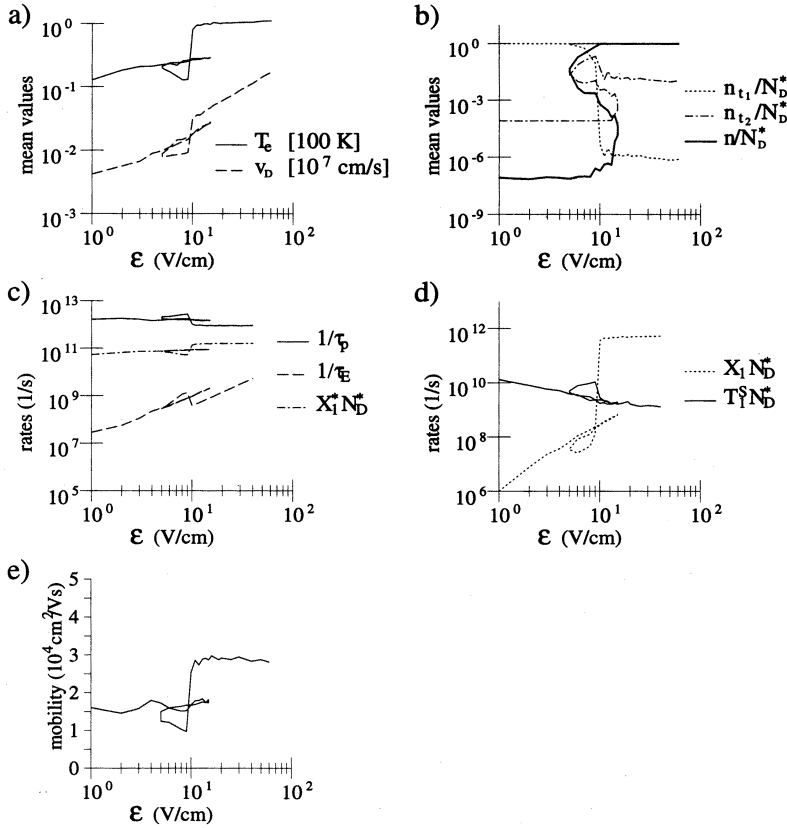 a)
mean values
10^0
10^-1
10^-2
10^-3
10^0
10^1
10^2
ε (V/cm)
T_e [100 K]
v_D [10^7 cm/s]
b)
mean values
10^0
10^-3
10^-6
10^-9
10^0
10^1
10^2
ε (V/cm)
n_t1/N_D^*
n_t2/N_D^*
n/N_D^*
c)
rates (1/s)
10^13
10^11
10^9
10^7
10^5
10^0
10^1
10^2
ε (V/cm)
1/τ_p
1/τ_E
X_1^* N_D^*
d)
rates (1/s)
10^12
10^10
10^8
10^6
10^0
10^1
10^2
ε (V/cm)
X_1 N_D^*
T_1^S N_D^*
e)
mobility (10^4 cm^2/Vs)
5
4
3
2
1
0
10^0
10^1
10^2
ε (V/cm)